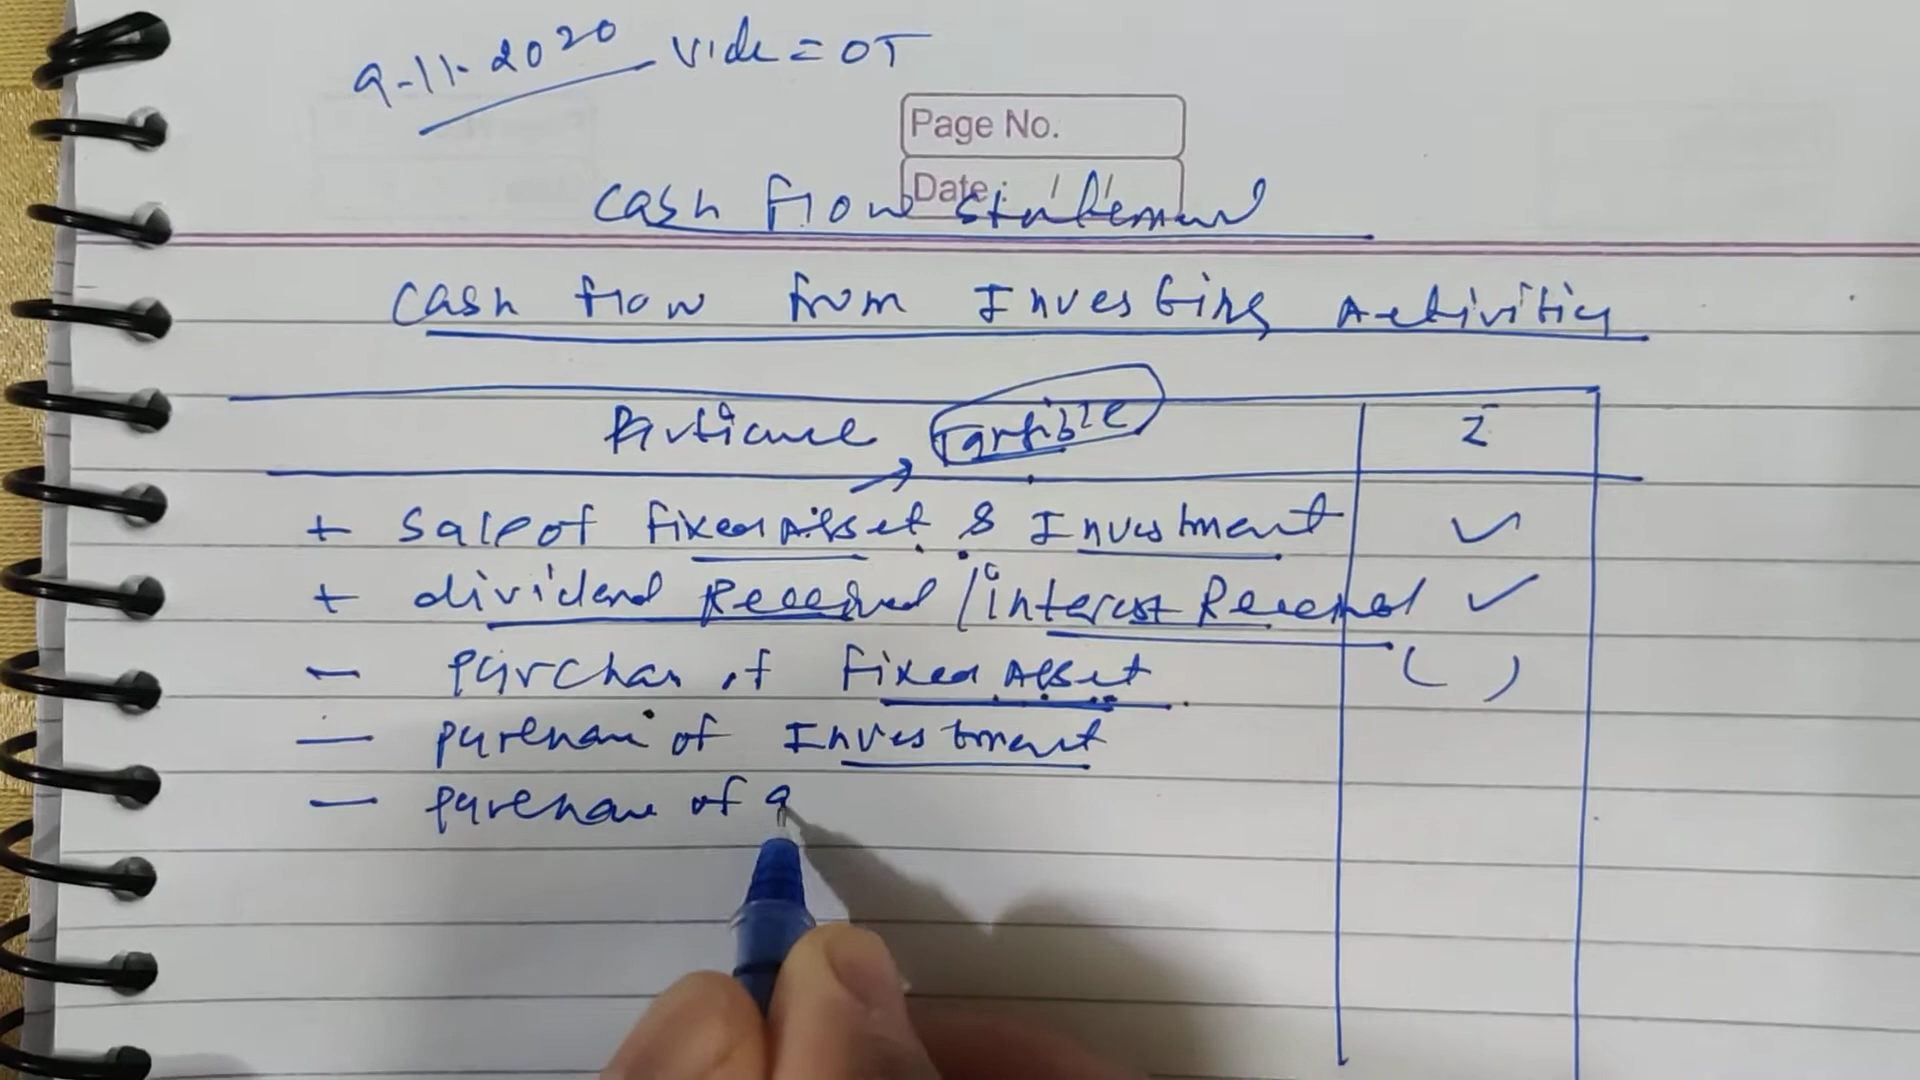 9-11-2020 vide = 07
Page No.
Date : / /
Cash flow statement
Cash flow from Investing Activities
Particular Tangible ₹
+ Sale of fixed Asset & Investment ✓
+ dividend Received / interest Received ✓
— purchase of fixed Asset ( )
— purchase of Investment
— purchase of g